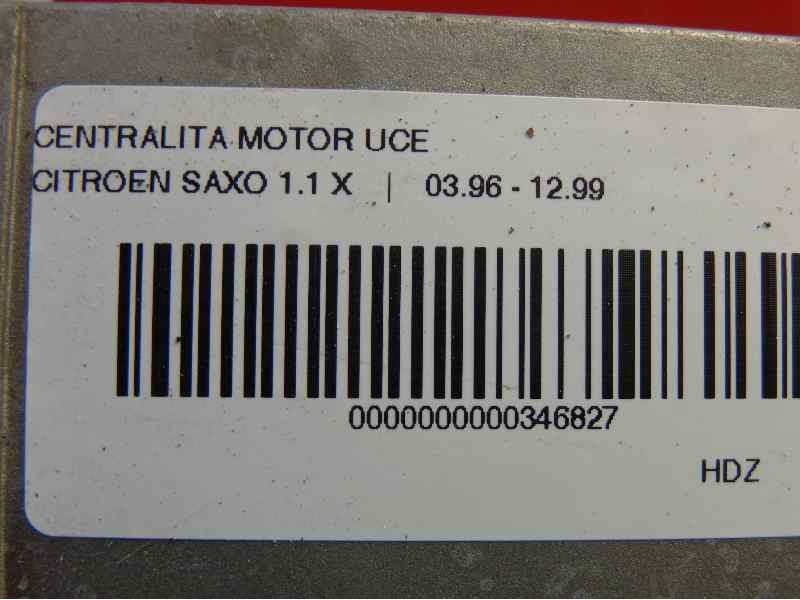 CENTRALITA MOTOR UCE
CITROEN SAXO 1.1 X | 03.96 - 12.99
0000000000346827
HDZ